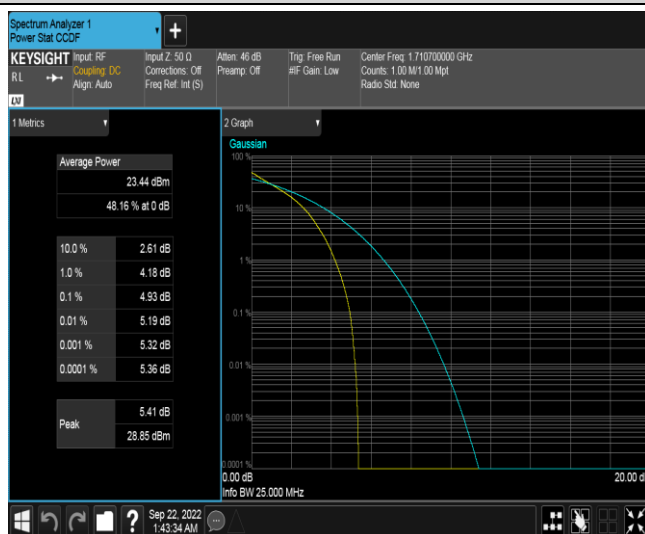 Spectrum Analyzer 1
Power Stat CCDF
+
KEYSIGHT
RL
LXI
Input: RF
Coupling: DC
Align: Auto
Input Z: 50 Ω
Corrections: Off
Freq Ref: Int (S)
Atten: 46 dB
Preamp: Off
Trig: Free Run
#IF Gain: Low
Center Freq: 1.710700000 GHz
Counts: 1.00 M/1.00 Mpt
Radio Std: None
1 Metrics
Average Power
23.44 dBm
48.16 % at 0 dB
10.0 % 2.61 dB
1.0 % 4.18 dB
0.1 % 4.93 dB
0.01 % 5.19 dB
0.001 % 5.32 dB
0.0001 % 5.36 dB
Peak
5.41 dB
28.85 dBm
2 Graph
Gaussian
100 %
10 %
1 %
0.1 %
0.01 %
0.001 %
0.0001 %
0.00 dB
20.00 d
Info BW 25.000 MHz
?
Sep 22, 2022
1:43:34 AM